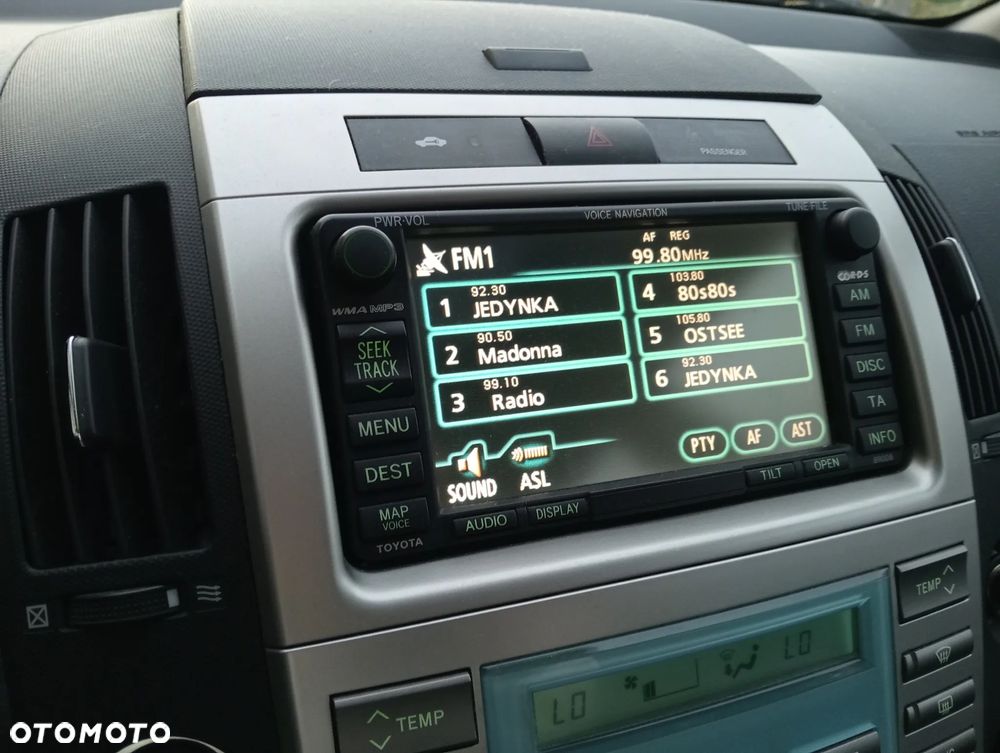 PASSENGER
PWR·VOL
VOICE NAVIGATION
TUNE·FILE
FM1
AF REG
99.80MHz
WMA MP3
SEEK
TRACK
MENU
DEST
MAP
VOICE
TOYOTA
1 92.30 JEDYNKA
2 90.50 Madonna
3 99.10 Radio
4 103.80 80s80s
5 105.80 OSTSEE
6 92.30 JEDYNKA
SOUND
ASL
PTY
AF
AST
AM
FM
DISC
TA
INFO
AUDIO
DISPLAY
TILT
OPEN
TEMP
LO
LO
TEMP
OTOMOTO